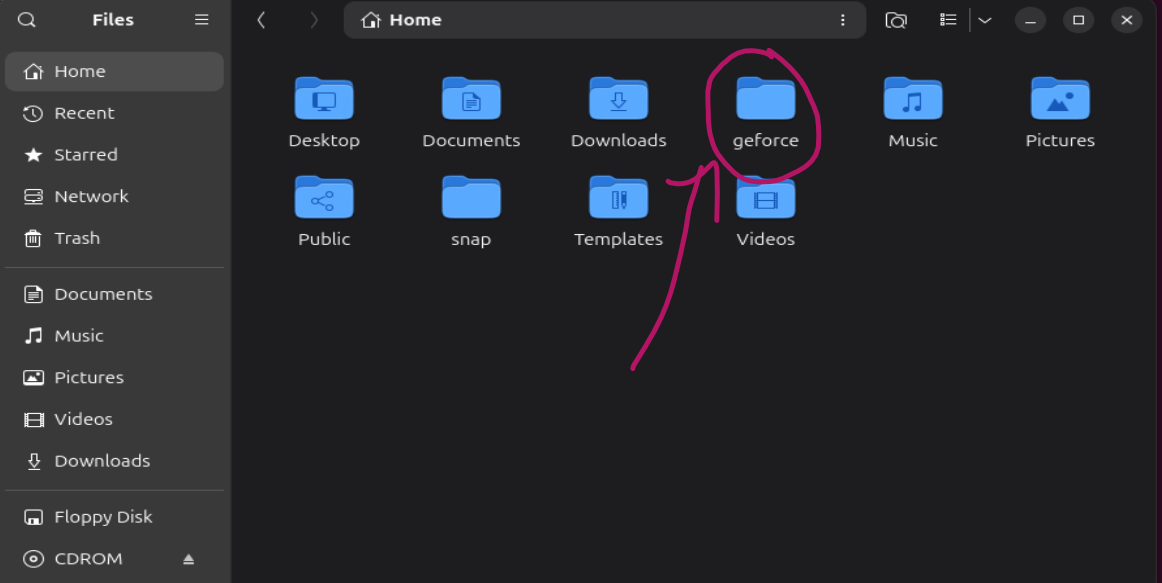 Files
Home
Home
Recent
Starred
Network
Trash
Documents
Music
Pictures
Videos
Downloads
Floppy Disk
CDROM
Desktop
Documents
Downloads
geforce
Music
Pictures
Public
snap
Templates
Videos